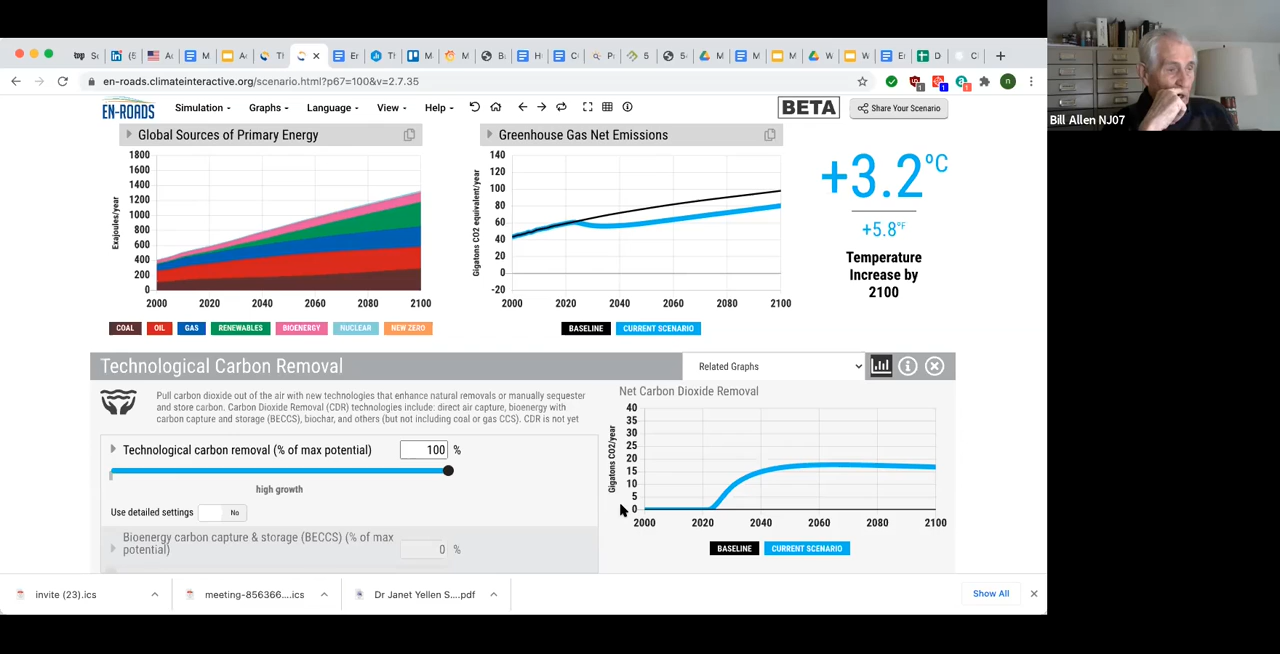 top
(5
M
M
en-roads.climateinteractive.org/scenario.html?p67=100&v=2.7.35
1
1
1
n
EN-ROADS
Simulation
Graphs
Language
View
Help
BETA
Share Your Scenario
Global Sources of Primary Energy
1800
1600
1400
1200
1000
800
600
400
200
0
Exajoules/year
2000
2020
2040
2060
2080
2100
COAL
OIL
GAS
RENEWABLES
BIOENERGY
NUCLEAR
NEW ZERO
Greenhouse Gas Net Emissions
140
120
100
80
60
40
20
0
-20
Gigatons CO2 equivalent/year
2000
2020
2040
2060
2080
2100
BASELINE
CURRENT SCENARIO
+3.2°C
+5.8°F
Temperature
Increase by
2100
Technological Carbon Removal
Related Graphs
Pull carbon dioxide out of the air with new technologies that enhance natural removals or manually sequester
and store carbon. Carbon Dioxide Removal (CDR) technologies include: direct air capture, bioenergy with
carbon capture and storage (BECCS), biochar, and others (but not including coal or gas CCS). CDR is not yet
Technological carbon removal (% of max potential)
100 %
high growth
Use detailed settings
No
Bioenergy carbon capture & storage (BECCS) (% of max
potential)
0 %
Net Carbon Dioxide Removal
40
35
30
25
20
15
10
5
0
Gigatons CO2/year
2000
2020
2040
2060
2080
2100
BASELINE
CURRENT SCENARIO
invite (23).ics
meeting-856366....ics
Dr Janet Yellen S....pdf
Show All
Bill Allen NJ07